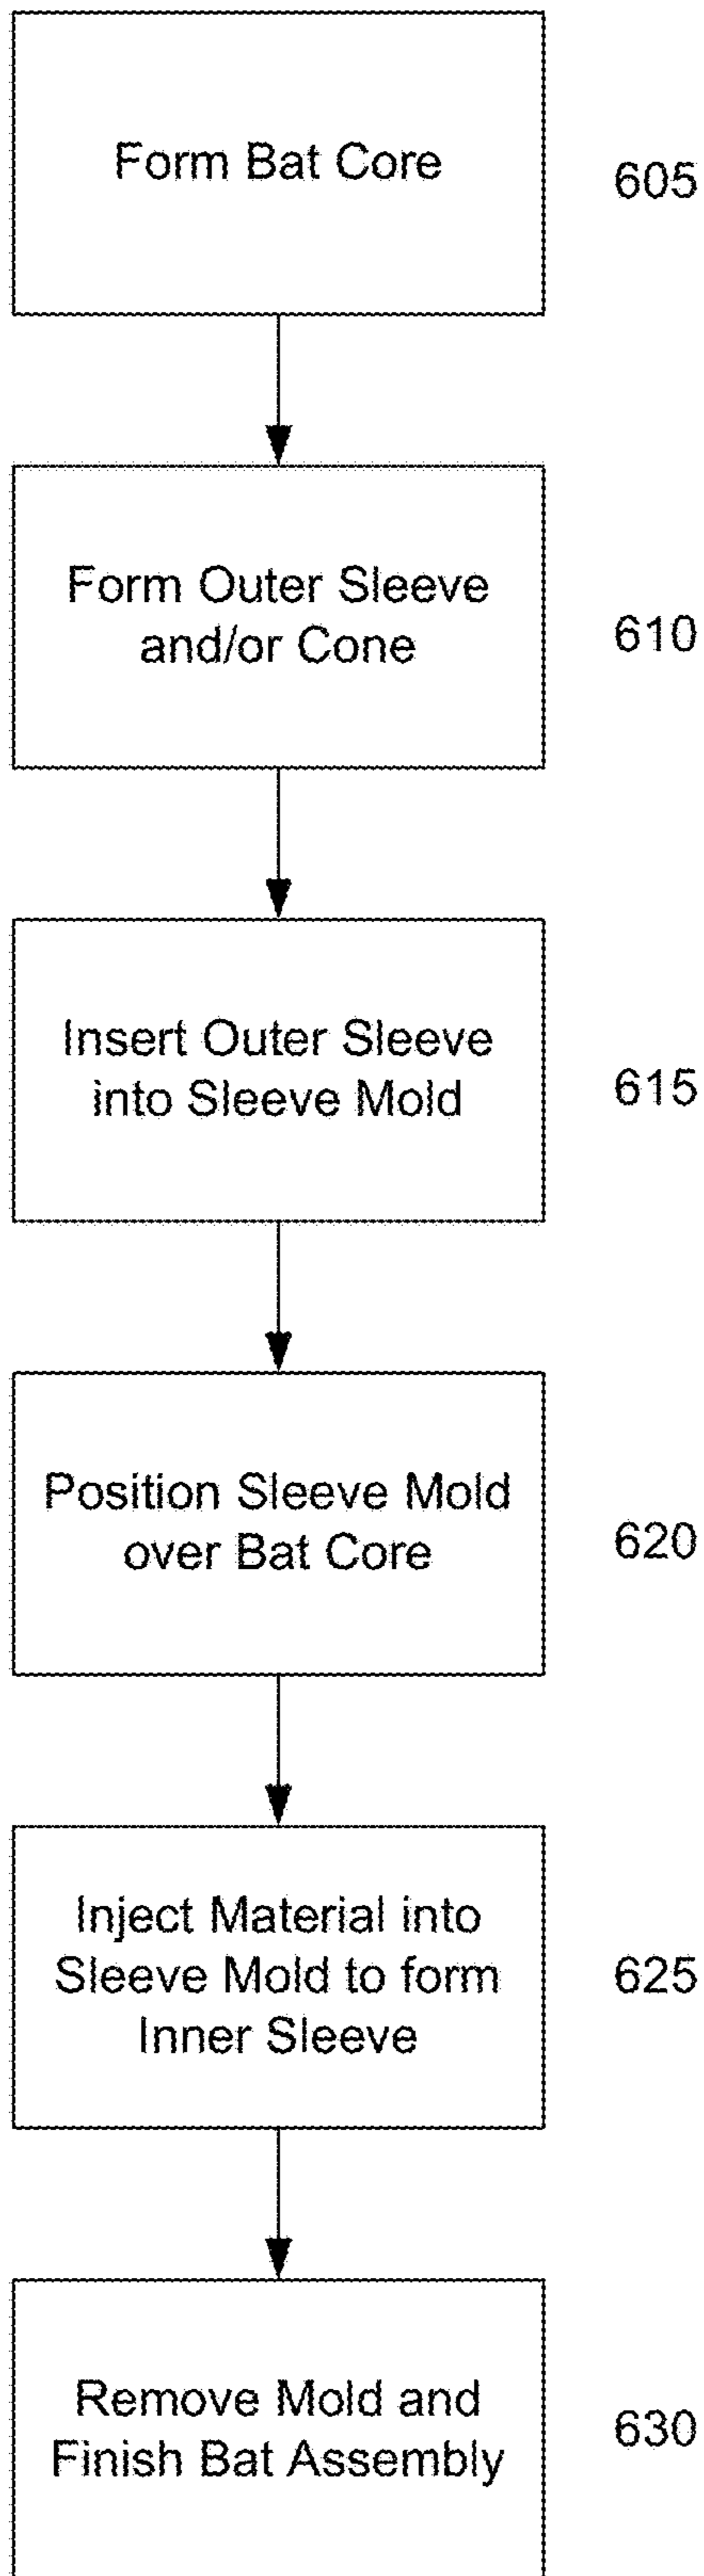 Form Bat Core
605
Form Outer Sleeve
and/or Cone
610
Insert Outer Sleeve
into Sleeve Mold
615
Position Sleeve Mold
over Bat Core
620
Inject Material into
Sleeve Mold to form
Inner Sleeve
625
Remove Mold and
Finish Bat Assembly
630